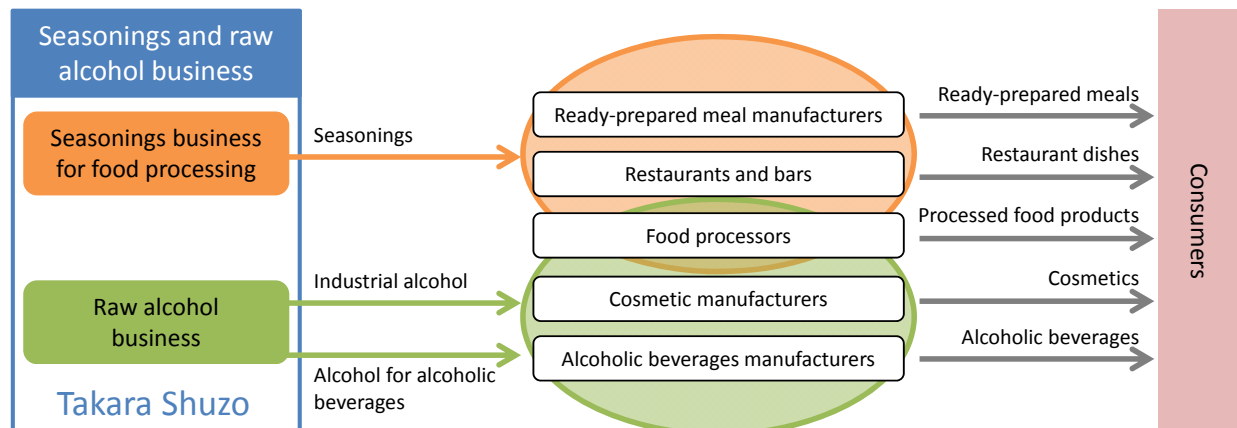 Seasonings and raw
alcohol business
Seasonings business
for food processing
Raw alcohol
business
Takara Shuzo
Seasonings
Industrial alcohol
Alcohol for alcoholic
beverages
Ready-prepared meal manufacturers
Restaurants and bars
Food processors
Cosmetic manufacturers
Alcoholic beverages manufacturers
Ready-prepared meals
Restaurant dishes
Processed food products
Cosmetics
Alcoholic beverages
Consumers